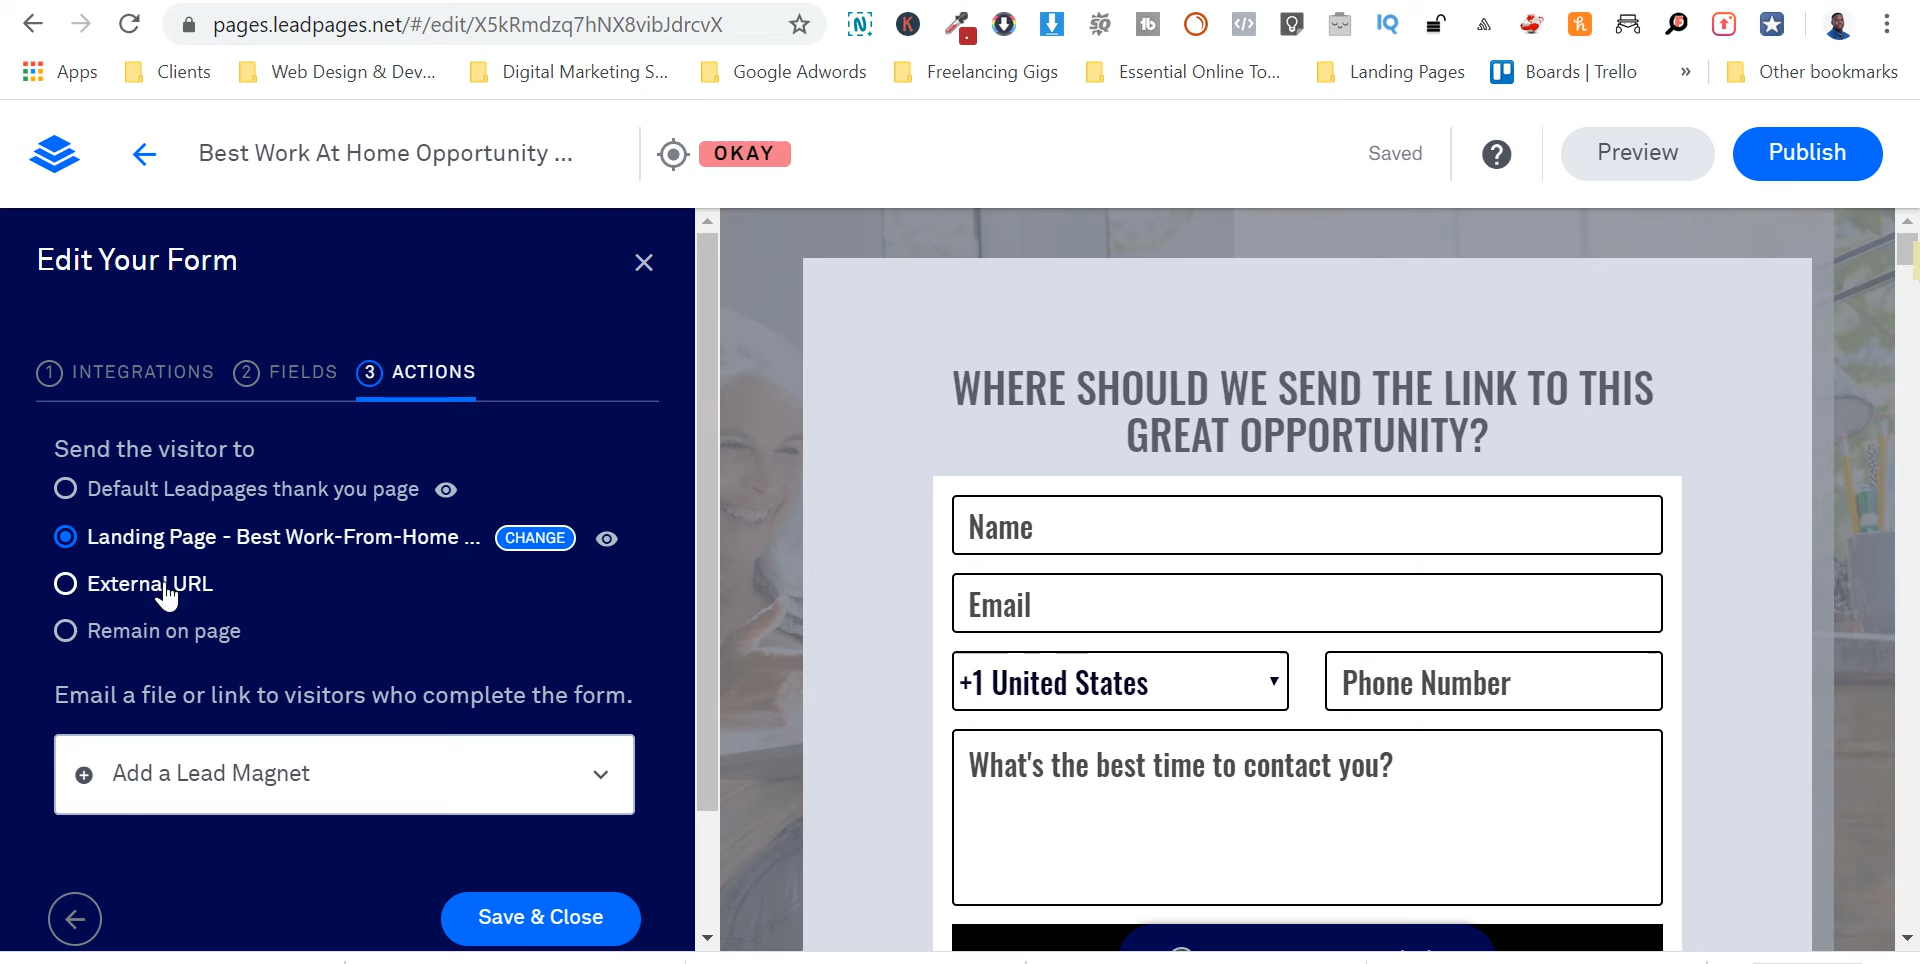 pages.leadpages.net/#/edit/X5kRmdzq7hNX8vibJdrcvX
Apps Clients Web Design & Dev... Digital Marketing S... Google Adwords Freelancing Gigs Essential Online To... Landing Pages Boards | Trello » Other bookmarks
Best Work At Home Opportunity ... OKAY Saved Preview Publish
Edit Your Form
1 INTEGRATIONS 2 FIELDS 3 ACTIONS
Send the visitor to
Default Leadpages thank you page
Landing Page - Best Work-From-Home ... CHANGE
External URL
Remain on page
Email a file or link to visitors who complete the form.
Add a Lead Magnet
Save & Close
WHERE SHOULD WE SEND THE LINK TO THIS
GREAT OPPORTUNITY?
Name
Email
+1 United States Phone Number
What's the best time to contact you?